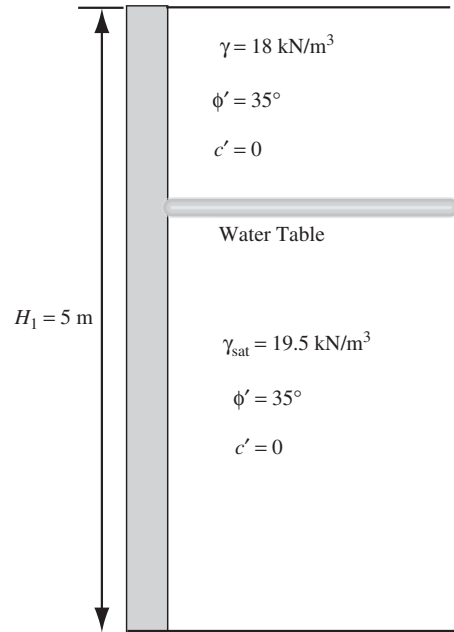 γ = 18 kN/m³
ϕ′ = 35°
c′ = 0
Water Table
H₁ = 5 m
γsat = 19.5 kN/m³
ϕ′ = 35°
c′ = 0